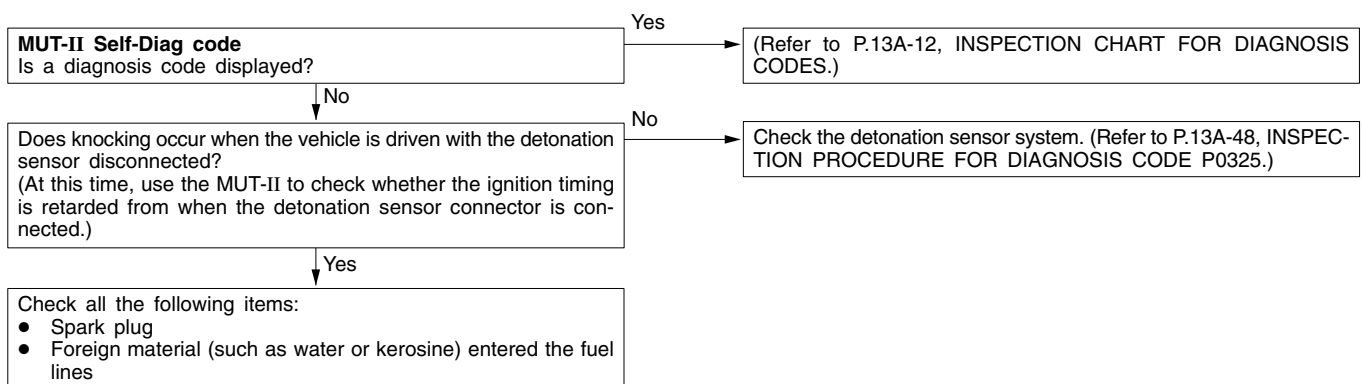 Yes
MUT-II Self-Diag code
Is a diagnosis code displayed?
(Refer to P.13A-12, INSPECTION CHART FOR DIAGNOSIS
CODES.)
No
Does knocking occur when the vehicle is driven with the detonation
sensor disconnected?
(At this time, use the MUT-II to check whether the ignition timing
is retarded from when the detonation sensor connector is con-
nected.)
No
Check the detonation sensor system. (Refer to P.13A-48, INSPEC-
TION PROCEDURE FOR DIAGNOSIS CODE P0325.)
Yes
Check all the following items:
● Spark plug
● Foreign material (such as water or kerosine) entered the fuel
lines